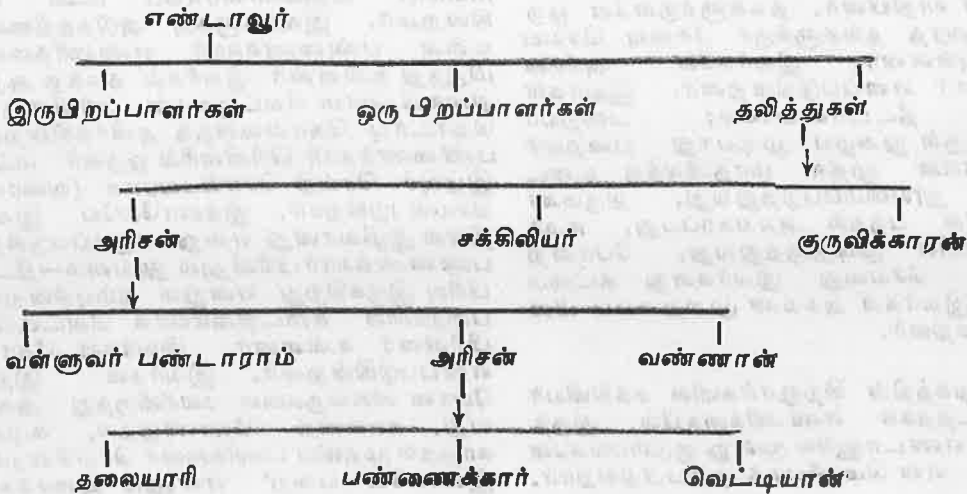 எண்டாவூர்
இருபிறப்பாளர்கள் ஒரு பிறப்பாளர்கள் தலித்துகள்
அரிசன் சக்கிலியர் குருவிக்காரன்
வள்ளுவர் பண்டாராம் அரிசன் வண்ணான்
தலையாரி பண்ணைக்கார் வெட்டியான்